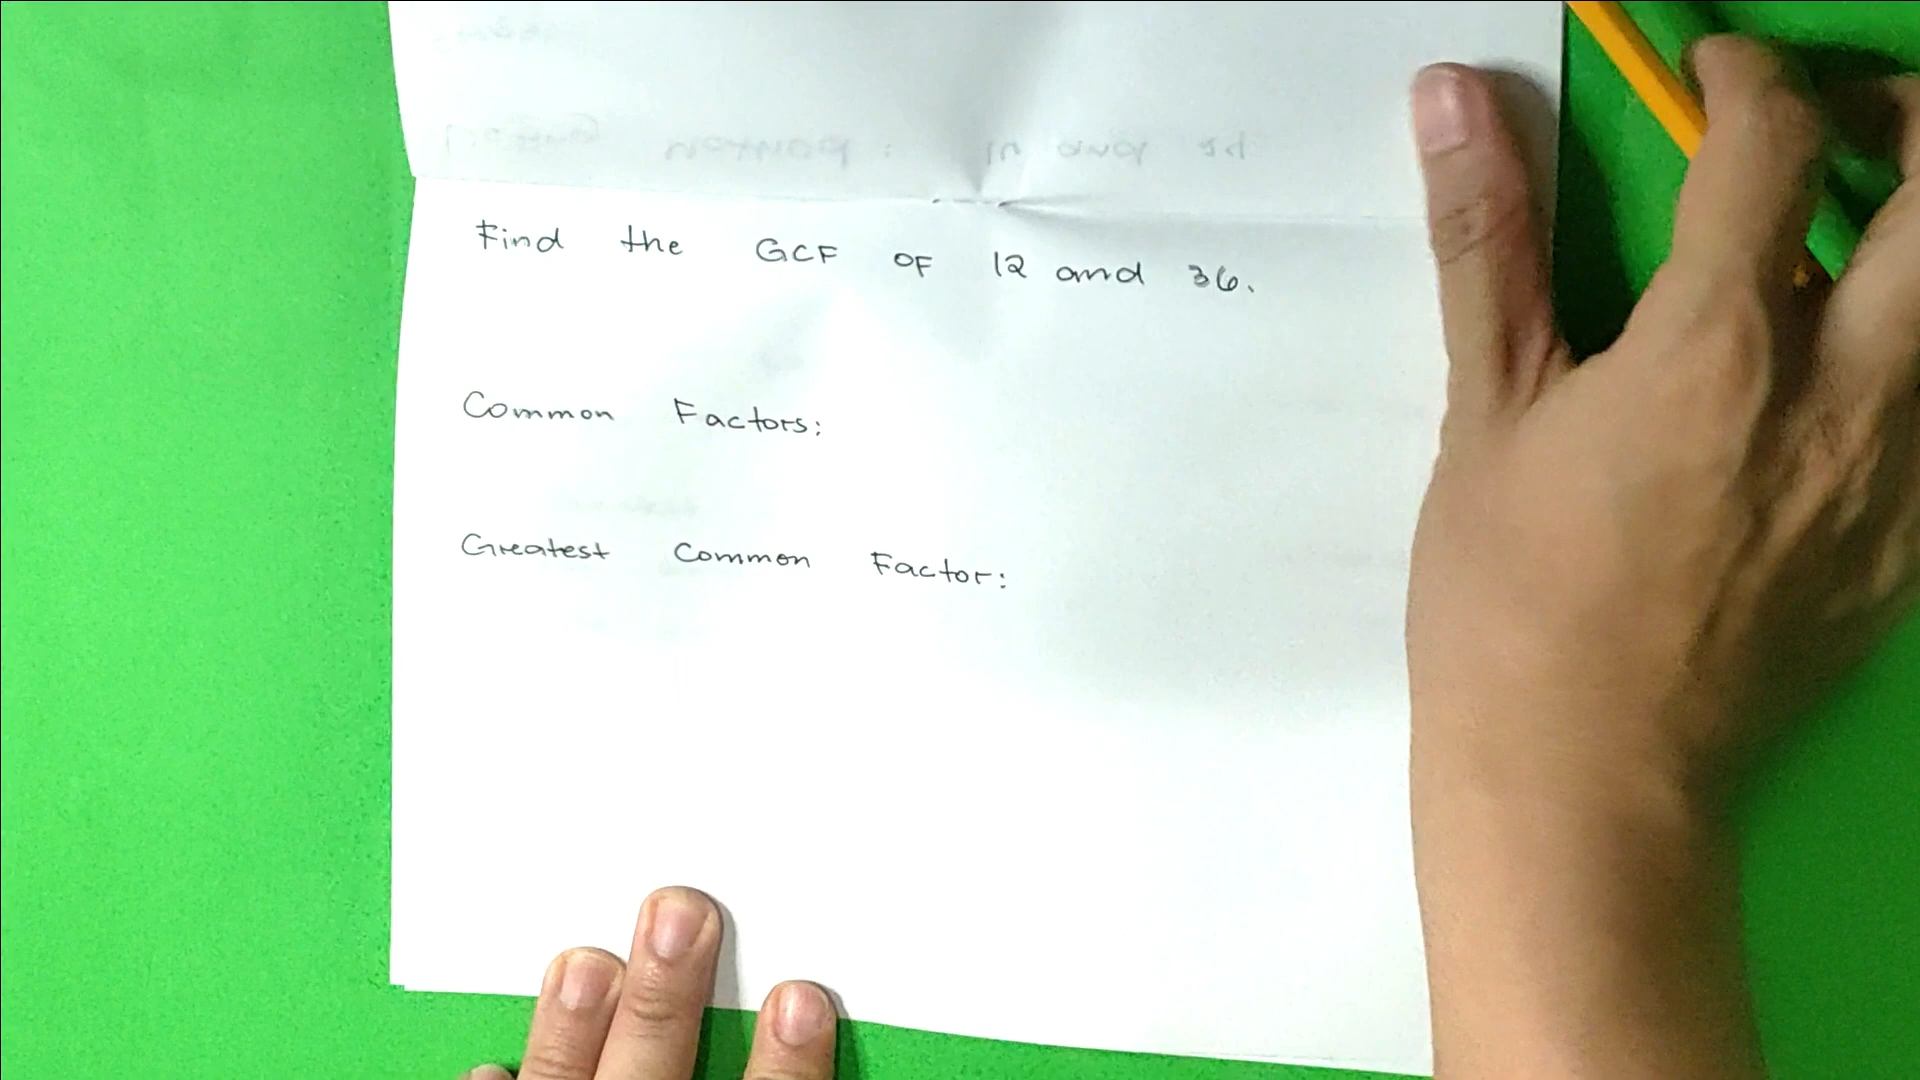 Find the GCF OF 12 and 36.
Common Factors:
Greatest Common Factor: